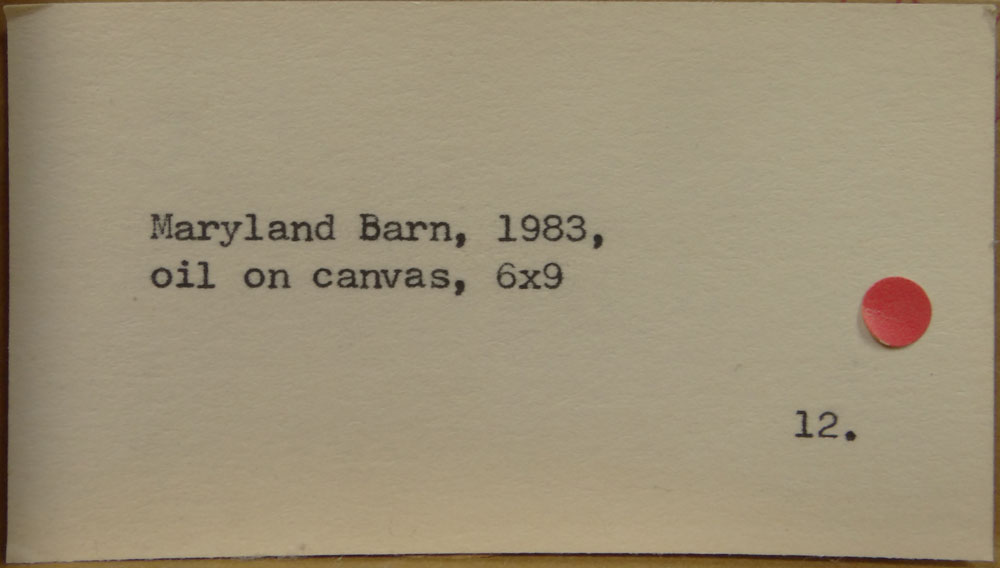 Maryland Barn, 1983,
oil on canvas, 6x9
12.